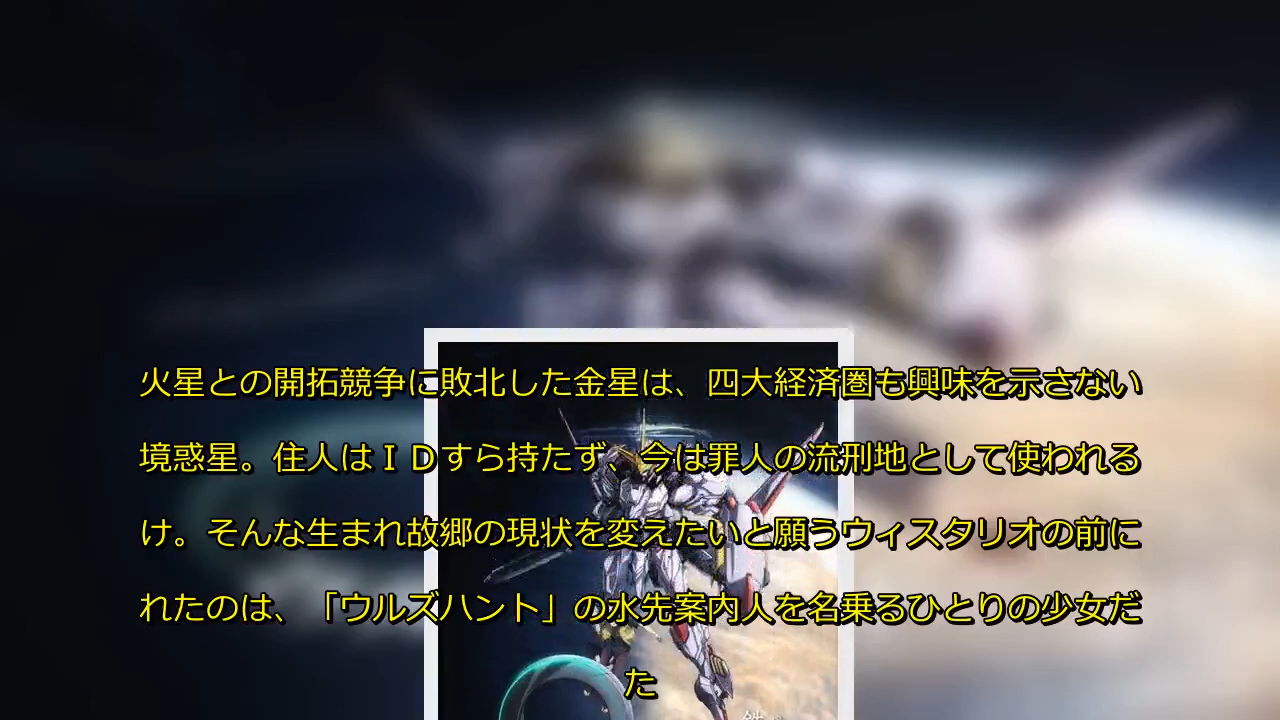 火星との開拓競争に敗北した金星は、四大経済圏も興味を示さない
境惑星。住人はＩＤすら持たず、今は罪人の流刑地として使われる
け。そんな生まれ故郷の現状を変えたいと願うウィスタリオの前に
れたのは、「ウルズハント」の水先案内人を名乗るひとりの少女だ
た